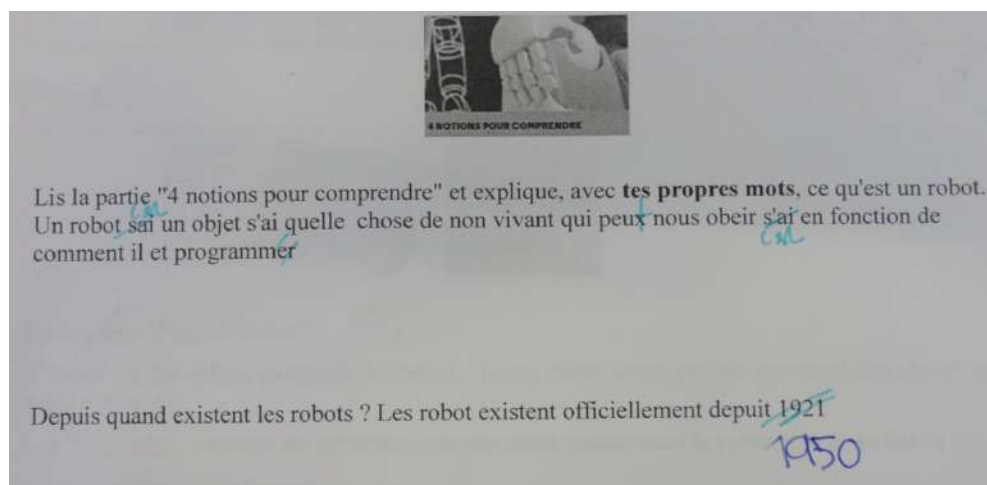 4 NOTIONS POUR COMPRENDRE
Lis la partie "4 notions pour comprendre" et explique, avec tes propres mots, ce qu'est un robot.
c'est
Un robot sai un objet s'ai quelle chose de non vivant qui peux nous obeir s'ai en fonction de
t
c'est
comment il et programmer
é
Depuis quand existent les robots ? Les robot existent officiellement depuit 1921
1950